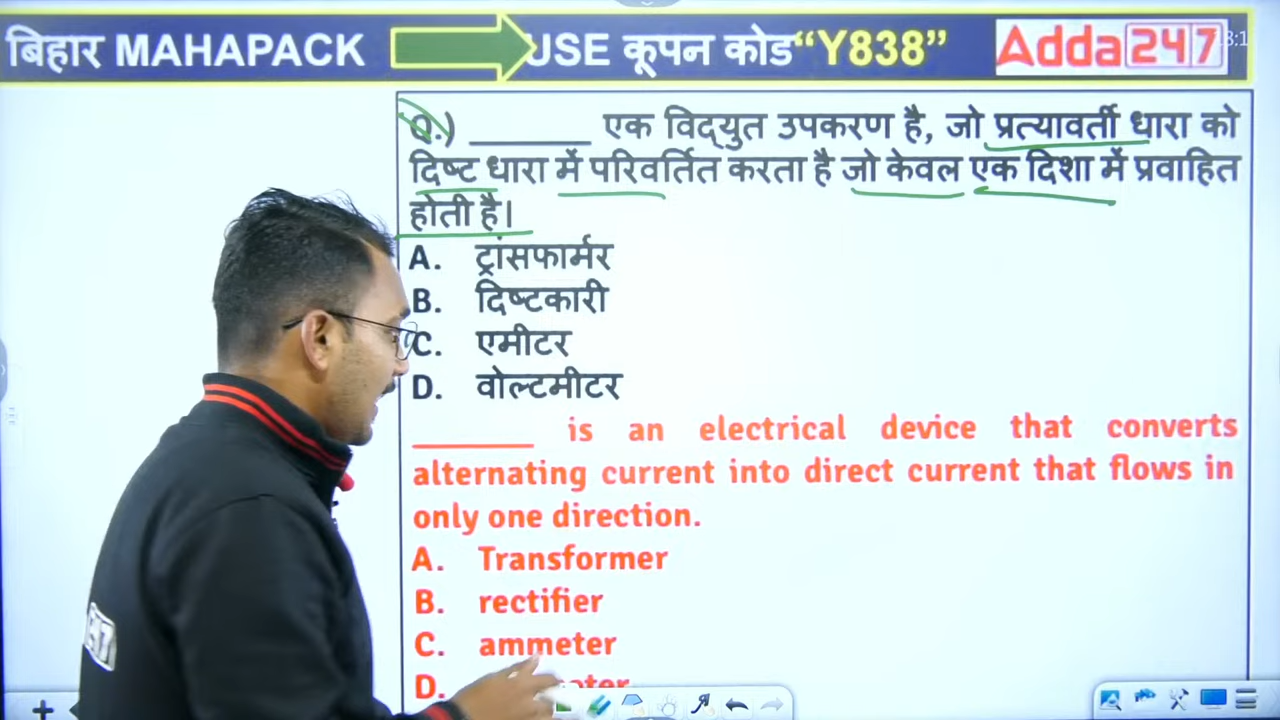 बिहार MAHAPACK USE कूपन कोड“Y838” Adda247
Q.) ______ एक विद्युत उपकरण है, जो प्रत्यावर्ती धारा को
दिष्ट धारा में परिवर्तित करता है जो केवल एक दिशा में प्रवाहित
होती है।
A. ट्रांसफार्मर
B. दिष्टकारी
C. एमीटर
D. वोल्टमीटर
______ is an electrical device that converts
alternating current into direct current that flows in
only one direction.
A. Transformer
B. rectifier
C. ammeter
D.